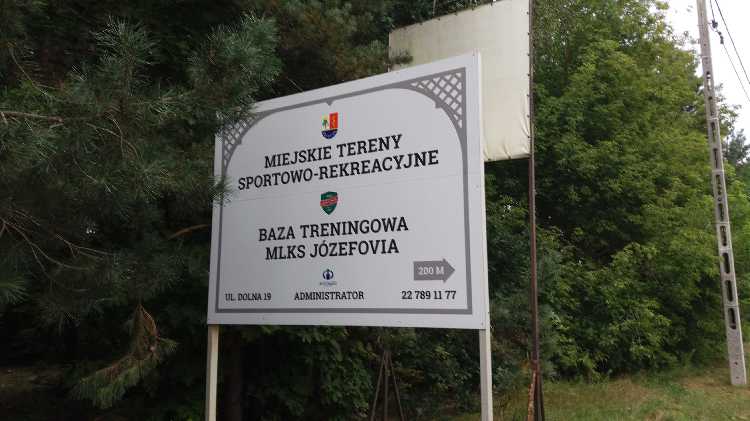 MIEJSKIE TERENY
SPORTOWO-REKREACYJNE
BAZA TRENINGOWA
MLKS JÓZEFOVIA
200 M
UL. DOLNA 19 ADMINISTRATOR 22 789 11 77